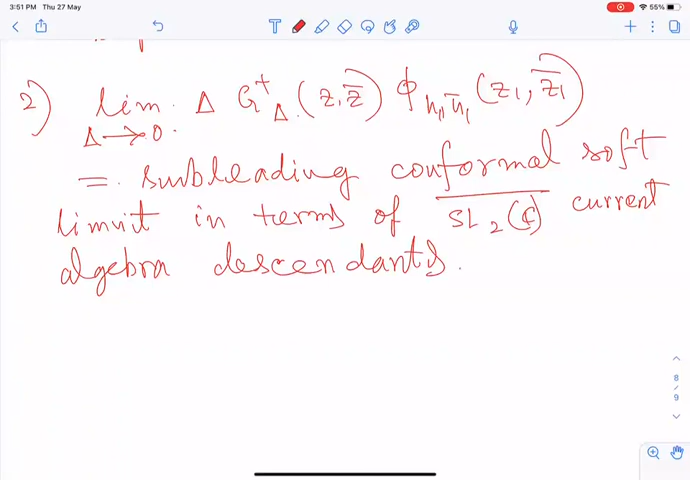 3:51 PM Thu 27 May
55%
2) lim Δ→0 Δ G⁺_Δ (z, z̄) ϕ_{h₁ h̄₁} (z₁, z̄₁)
= subleading conformal soft
limit in terms of \overline{SL₂(ℂ)} current
algebra descendants.
8
/
9